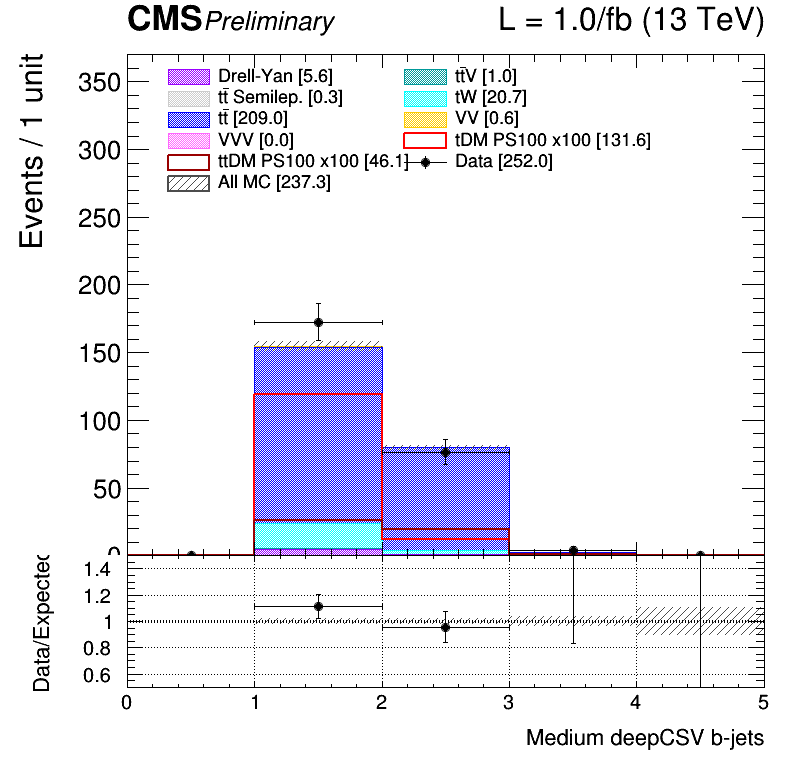 CMS Preliminary L = 1.0/fb (13 TeV)
Events / 1 unit
Drell-Yan [5.6] tt̄V [1.0]
tt̄ Semilep. [0.3] tW [20.7]
tt̄ [209.0] VV [0.6]
VVV [0.0] tDM PS100 x100 [131.6]
ttDM PS100 x100 [46.1] Data [252.0]
All MC [237.3]
350
300
250
200
150
100
50
0
Data/Expected
1.4
1.2
1
0.8
0.6
0 1 2 3 4 5
Medium deepCSV b-jets